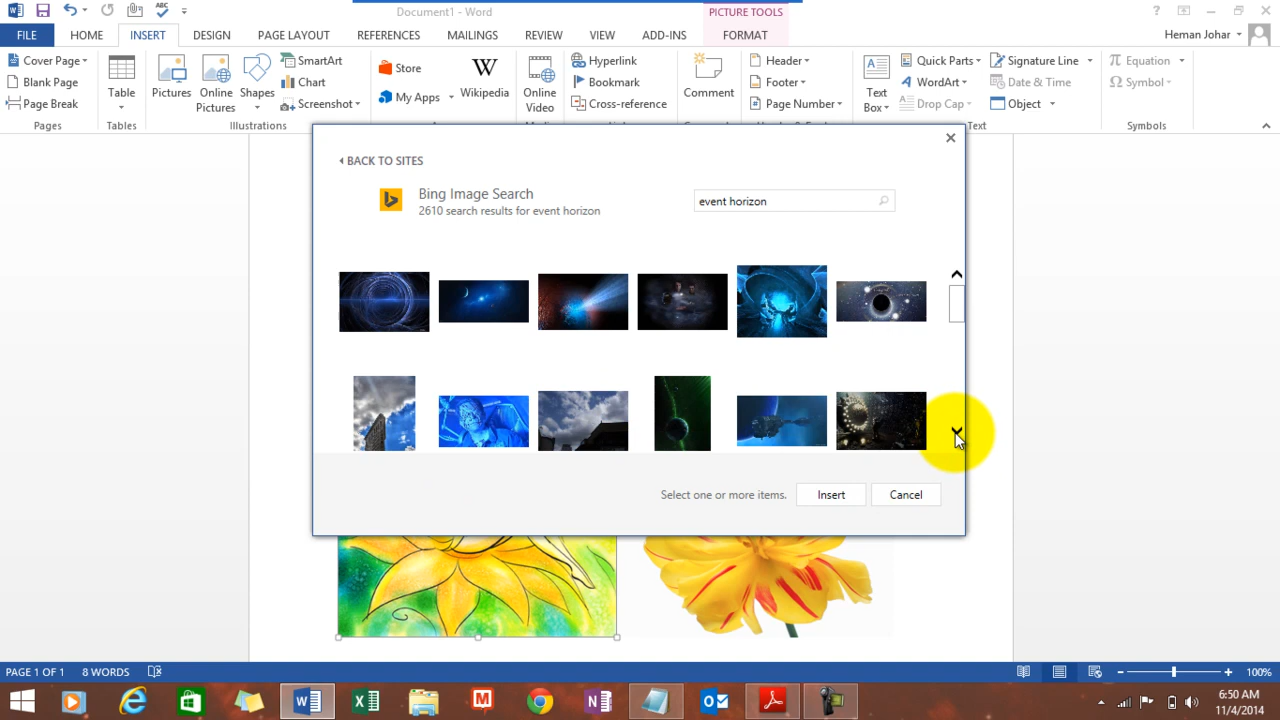 Document1 - Word
PICTURE TOOLS
FILE
HOME
INSERT
DESIGN
PAGE LAYOUT
REFERENCES
MAILINGS
REVIEW
VIEW
ADD-INS
FORMAT
Heman Johar
Cover Page
Blank Page
Page Break
Pages
Table
Tables
Pictures
Online Pictures
Shapes
SmartArt
Chart
Screenshot
Illustrations
Store
My Apps
Wikipedia
Online Video
Hyperlink
Bookmark
Cross-reference
Comment
Header
Footer
Page Number
Text Box
Quick Parts
WordArt
Drop Cap
Signature Line
Date & Time
Object
Text
Equation
Symbol
Symbols
BACK TO SITES
Bing Image Search
2610 search results for event horizon
event horizon
Select one or more items.
Insert
Cancel
PAGE 1 OF 1
8 WORDS
100%
6:50 AM
11/4/2014